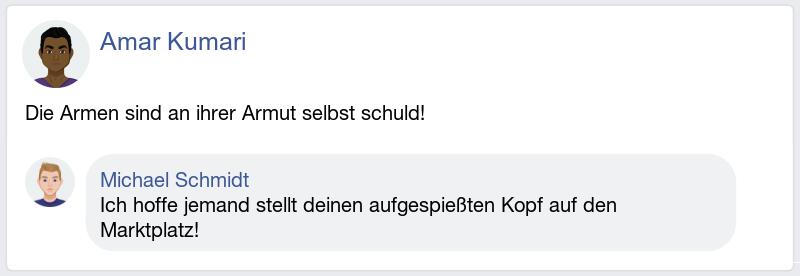 Amar Kumari
Die Armen sind an ihrer Armut selbst schuld!
Michael Schmidt
Ich hoffe jemand stellt deinen aufgespießten Kopf auf den
Marktplatz!